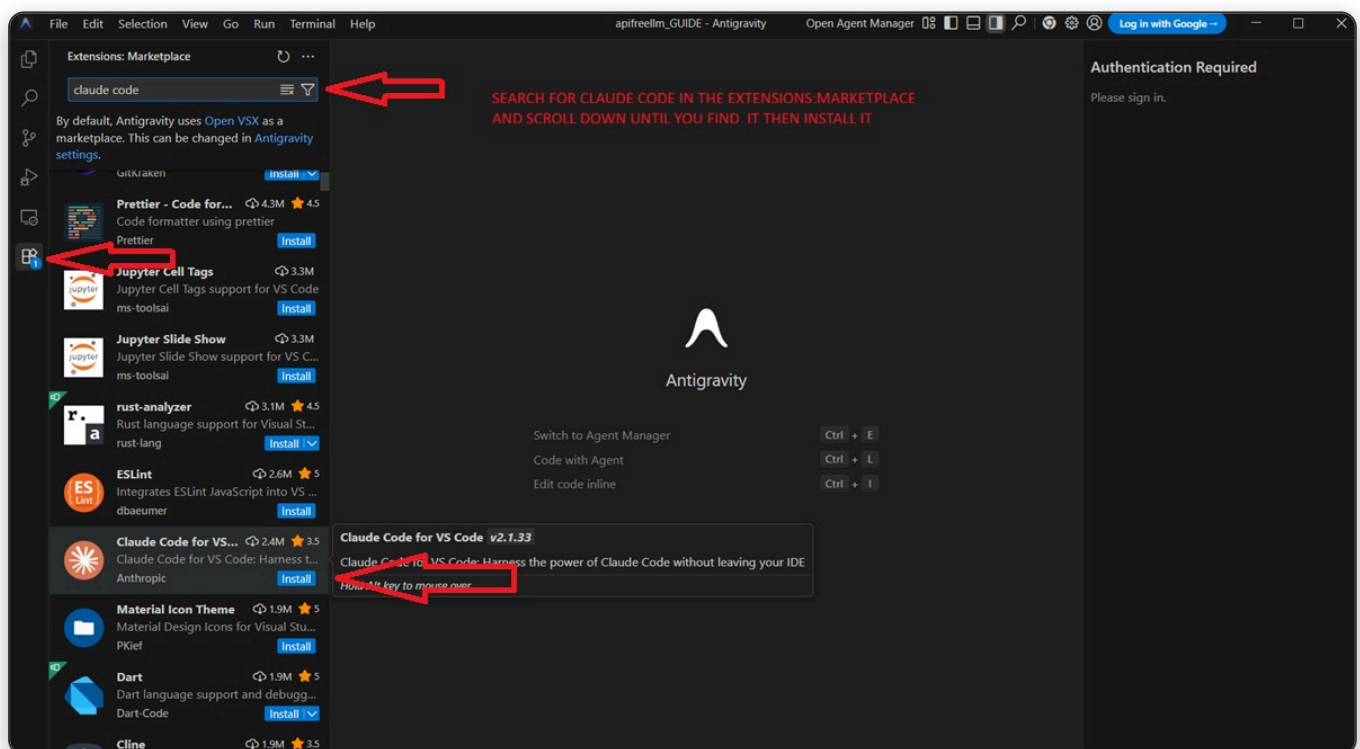 File Edit Selection View Go Run Terminal Help
apifreellm_GUIDE - Antigravity
Open Agent Manager
Log in with Google →
Extensions: Marketplace
claude code
By default, Antigravity uses Open VSX as a
marketplace. This can be changed in Antigravity
settings.
GitKraken Install
Prettier - Code for... 4.3M 4.5
Code formatter using prettier
Prettier Install
Jupyter Cell Tags 3.3M
Jupyter Cell Tags support for VS Code
ms-toolsai Install
Jupyter Slide Show 3.3M
Jupyter Slide Show support for VS C...
ms-toolsai Install
rust-analyzer 3.1M 4.5
Rust language support for Visual St...
rust-lang Install
ESLint 2.6M 5
Integrates ESLint JavaScript into VS ...
dbaeumer Install
Claude Code for VS... 2.4M 3.5
Claude Code for VS Code: Harness t...
Anthropic Install
Material Icon Theme 1.9M 5
Material Design Icons for Visual Stu...
PKief Install
Dart 1.9M 5
Dart language support and debugg...
Dart-Code Install
Cline 1.9M 3.5
1
jupyter
jupyter
r.
a
ES
Lint
SEARCH FOR CLAUDE CODE IN THE EXTENSIONS:MARKETPLACE
AND SCROLL DOWN UNTIL YOU FIND IT THEN INSTALL IT
Antigravity
Switch to Agent Manager Ctrl + E
Code with Agent Ctrl + L
Edit code inline Ctrl + I
Claude Code for VS Code v2.1.33
Claude Code for VS Code: Harness the power of Claude Code without leaving your IDE
Hold Alt key to mouse over
Authentication Required
Please sign in.